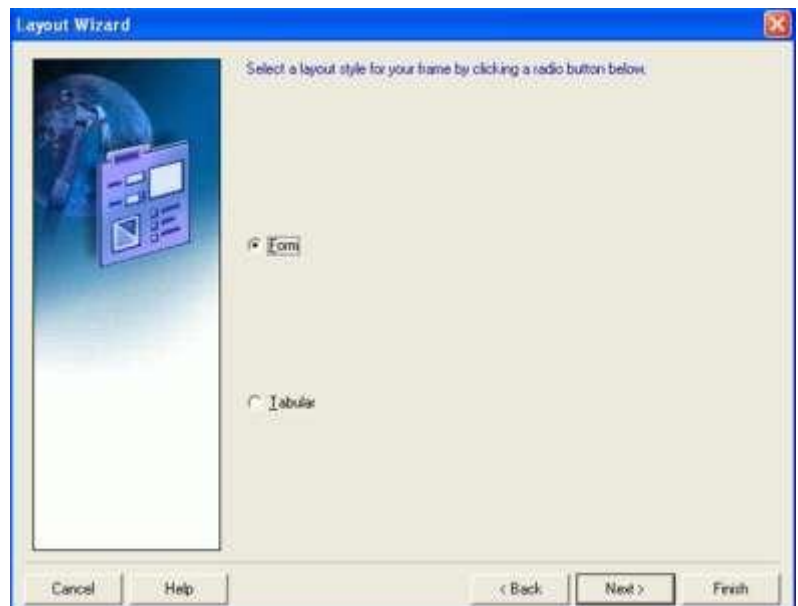 Layout Wizard
Select a layout style for your frame by clicking a radio button below.
Form
Tabular
Cancel
Help
< Back
Next >
Finish